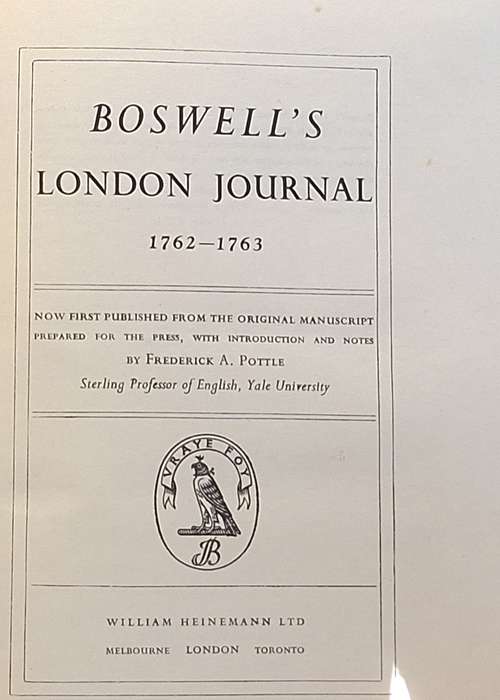 BOSWELL'S
LONDON JOURNAL
1762—1763
NOW FIRST PUBLISHED FROM THE ORIGINAL MANUSCRIPT
PREPARED FOR THE PRESS, WITH INTRODUCTION AND NOTES
BY FREDERICK A. POTTLE
Sterling Professor of English, Yale University
VRAYE FOY
JB
WILLIAM HEINEMANN LTD
MELBOURNE LONDON TORONTO